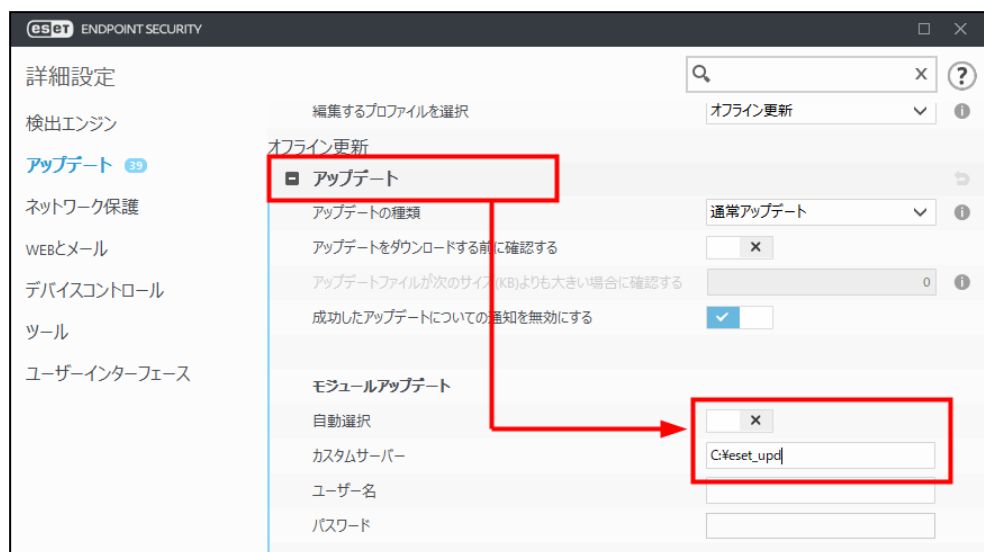 eset ENDPOINT SECURITY
詳細設定
検出エンジン
アップデート 39
ネットワーク保護
WEBとメール
デバイスコントロール
ツール
ユーザーインターフェース
編集するプロファイルを選択 オフライン更新
オフライン更新
アップデート
アップデートの種類 通常アップデート
アップデートをダウンロードする前に確認する
アップデートファイルが次のサイズ(KB)よりも大きい場合に確認する 0
成功したアップデートについての通知を無効にする
モジュールアップデート
自動選択
カスタムサーバー C:¥eset_upd
ユーザー名
パスワード